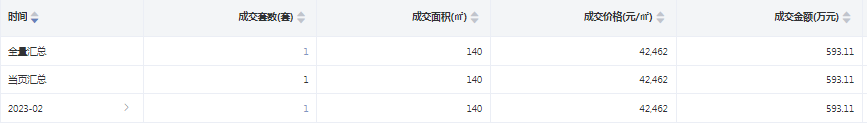 时间 成交套数(套) 成交面积(㎡) 成交价格(元/㎡) 成交金额(万元)
全量汇总 1 140 42,462 593.11
当页汇总 1 140 42,462 593.11
2023-02 1 140 42,462 593.11